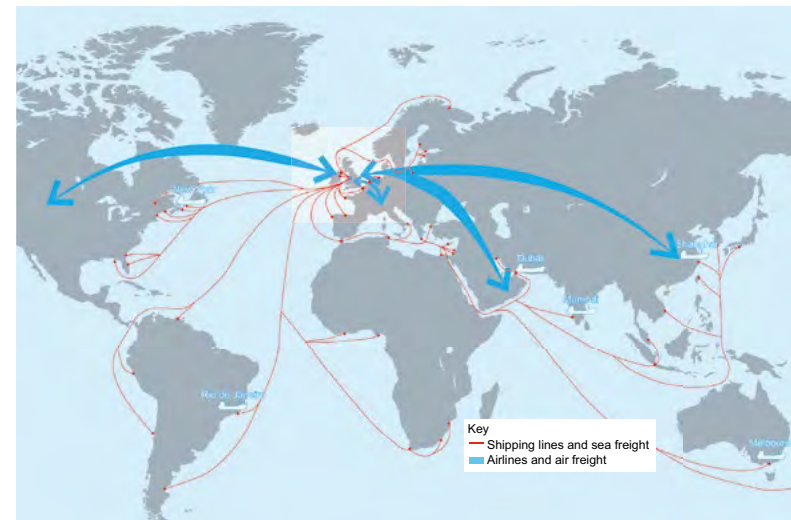 New York
Shanghai
Dubai
Mumbai
Rio de Janeiro
Key
Shipping lines and sea freight
Airlines and air freight
Melbourne